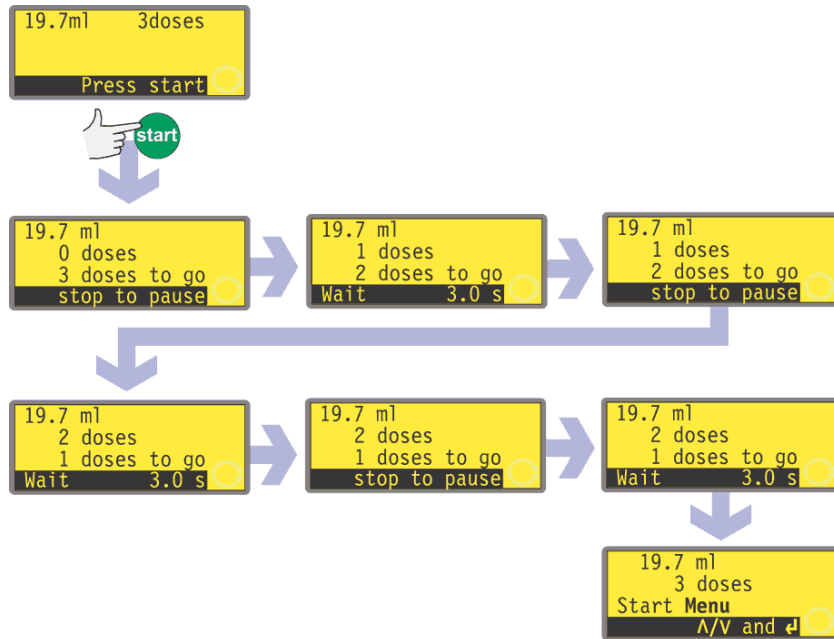 19.7ml 3doses
Press start
start
19.7 ml
0 doses
3 doses to go
stop to pause
19.7 ml
1 doses
2 doses to go
Wait 3.0 s
19.7 ml
1 doses
2 doses to go
stop to pause
19.7 ml
2 doses
1 doses to go
Wait 3.0 s
19.7 ml
2 doses
1 doses to go
stop to pause
19.7 ml
2 doses
1 doses to go
Wait 3.0 s
19.7 ml
3 doses
Start Menu
Λ/V and ↲